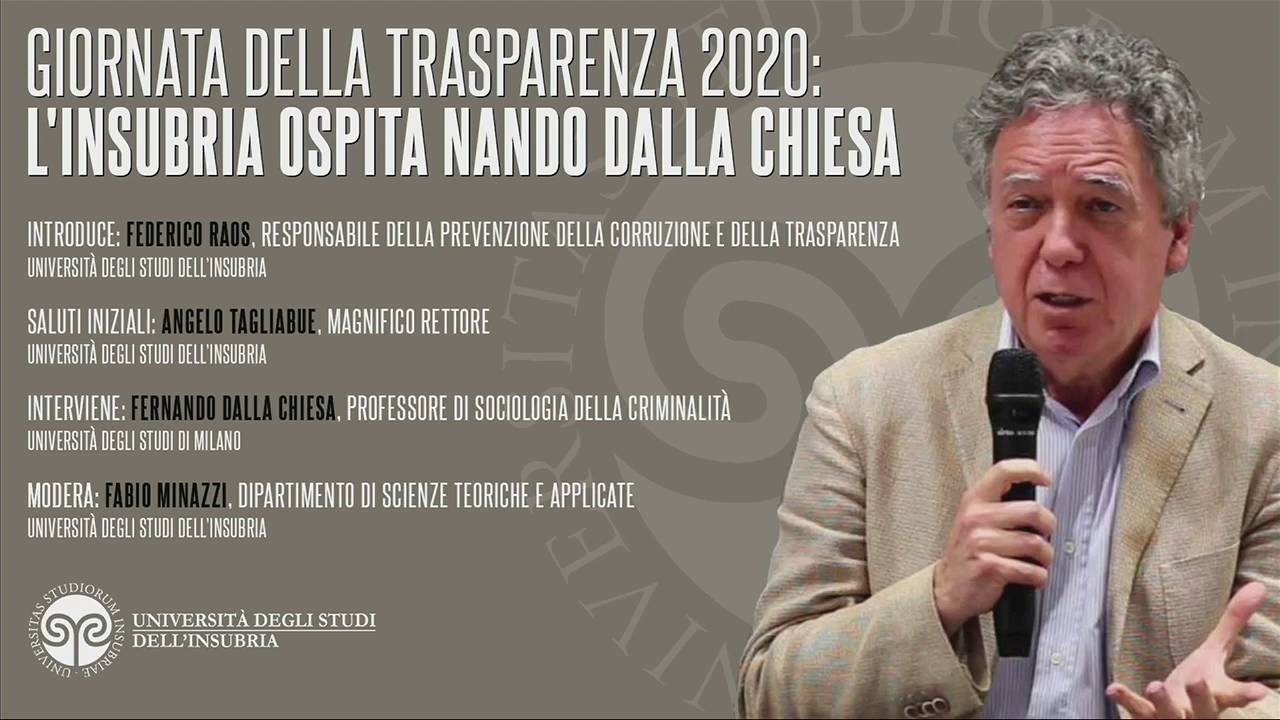 GIORNATA DELLA TRASPARENZA 2020:
L'INSUBRIA OSPITA NANDO DALLA CHIESA
INTRODUCE: FEDERICO RAOS, RESPONSABILE DELLA PREVENZIONE DELLA CORRUZIONE E DELLA TRASPARENZA
UNIVERSITÀ DEGLI STUDI DELL'INSUBRIA
SALUTI INIZIALI: ANGELO TAGLIABUE, MAGNIFICO RETTORE
UNIVERSITÀ DEGLI STUDI DELL'INSUBRIA
INTERVIENE: FERNANDO DALLA CHIESA, PROFESSORE DI SOCIOLOGIA DELLA CRIMINALITÀ
UNIVERSITÀ DEGLI STUDI DI MILANO
MODERA: FABIO MINAZZI, DIPARTIMENTO DI SCIENZE TEORICHE E APPLICATE
UNIVERSITÀ DEGLI STUDI DELL'INSUBRIA
UNIVERSITAS STUDIORUM INSUBRIAE
UNIVERSITÀ DEGLI STUDI
DELL'INSUBRIA